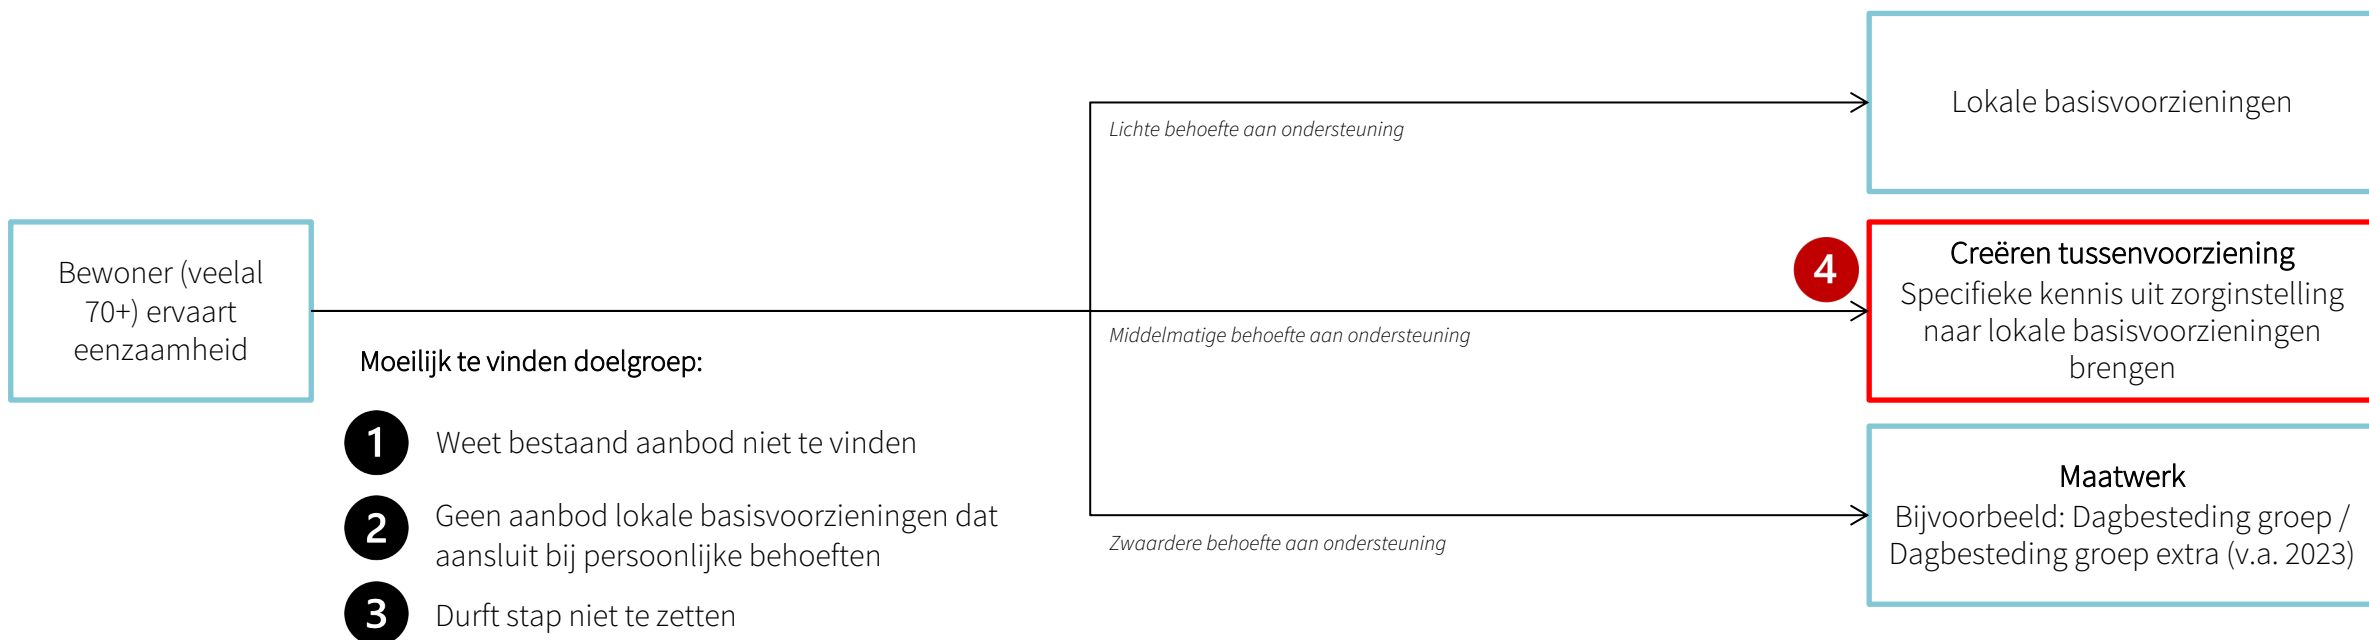 Lokale basisvoorzieningen
Lichte behoefte aan ondersteuning
Bewoner (veelal
70+) ervaart
eenzaamheid
4
Creëren tussenvoorziening
Specifieke kennis uit zorginstelling
naar lokale basisvoorzieningen
brengen
Middelmatige behoefte aan ondersteuning
Moeilijk te vinden doelgroep:
1
Weet bestaand aanbod niet te vinden
2
Geen aanbod lokale basisvoorzieningen dat
aansluit bij persoonlijke behoeften
3
Durft stap niet te zetten
Maatwerk
Bijvoorbeeld: Dagbesteding groep /
Dagbesteding groep extra (v.a. 2023)
Zwaardere behoefte aan ondersteuning